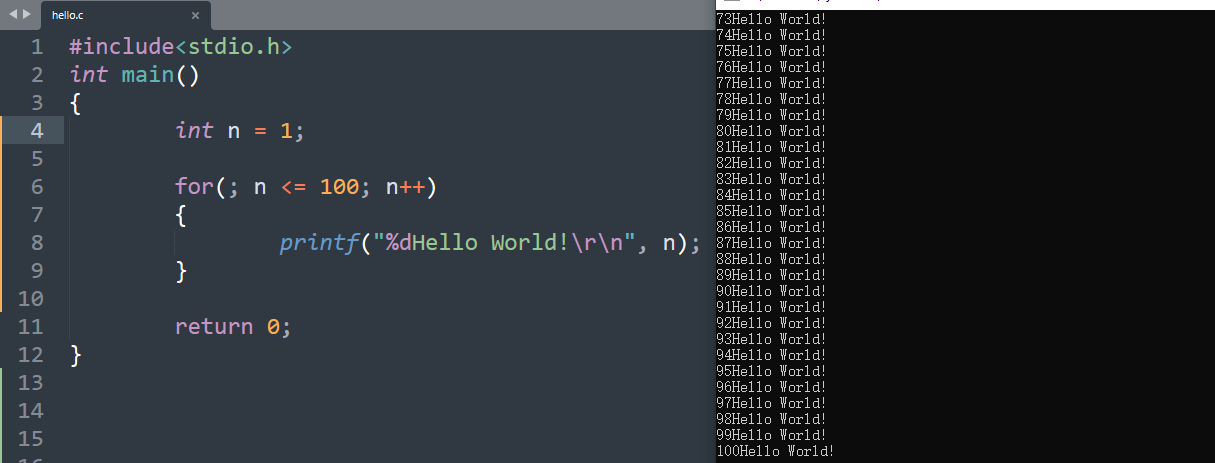 hello.c
1 #include<stdio.h>
2 int main()
3 {
4 int n = 1;
5
6 for(; n <= 100; n++)
7 {
8 printf("%dHello World!\r\n", n);
9 }
10
11 return 0;
12 }
13
14
15
73Hello World!
74Hello World!
75Hello World!
76Hello World!
77Hello World!
78Hello World!
79Hello World!
80Hello World!
81Hello World!
82Hello World!
83Hello World!
84Hello World!
85Hello World!
86Hello World!
87Hello World!
88Hello World!
89Hello World!
90Hello World!
91Hello World!
92Hello World!
93Hello World!
94Hello World!
95Hello World!
96Hello World!
97Hello World!
98Hello World!
99Hello World!
100Hello World!